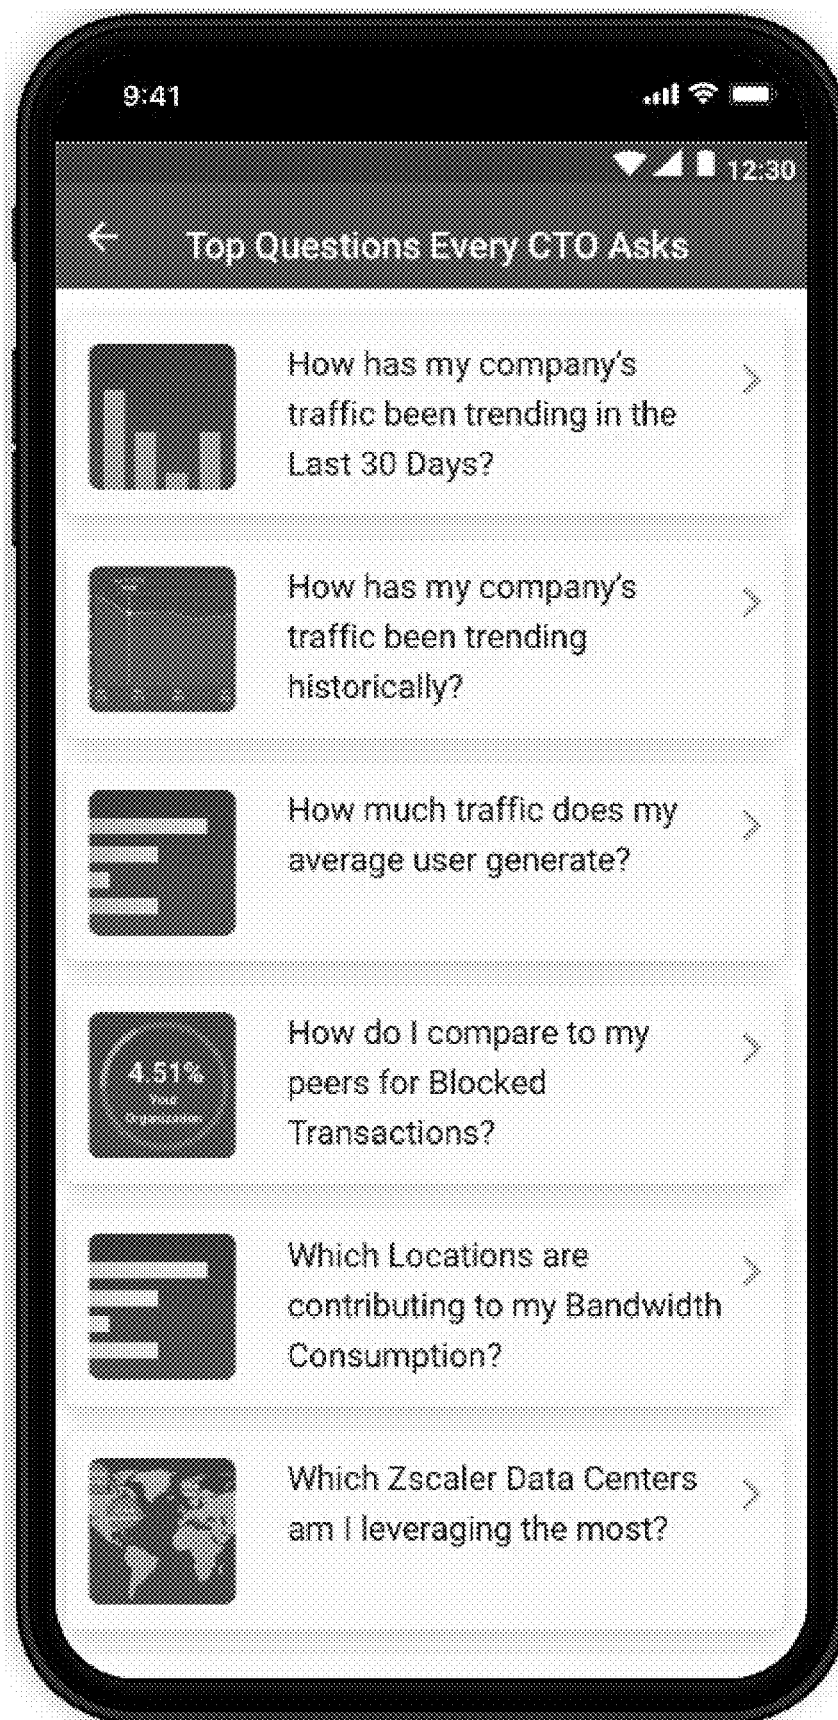 9:41
12:30
Top Questions Every CTO Asks
How has my company's
traffic been trending in the
Last 30 Days?
How has my company's
traffic been trending
historically?
How much traffic does my
average user generate?
4.51%
How do I compare to my
peers for Blocked
Transactions?
Which Locations are
contributing to my Bandwidth
Consumption?
Which Zscaler Data Centers
am I leveraging the most?